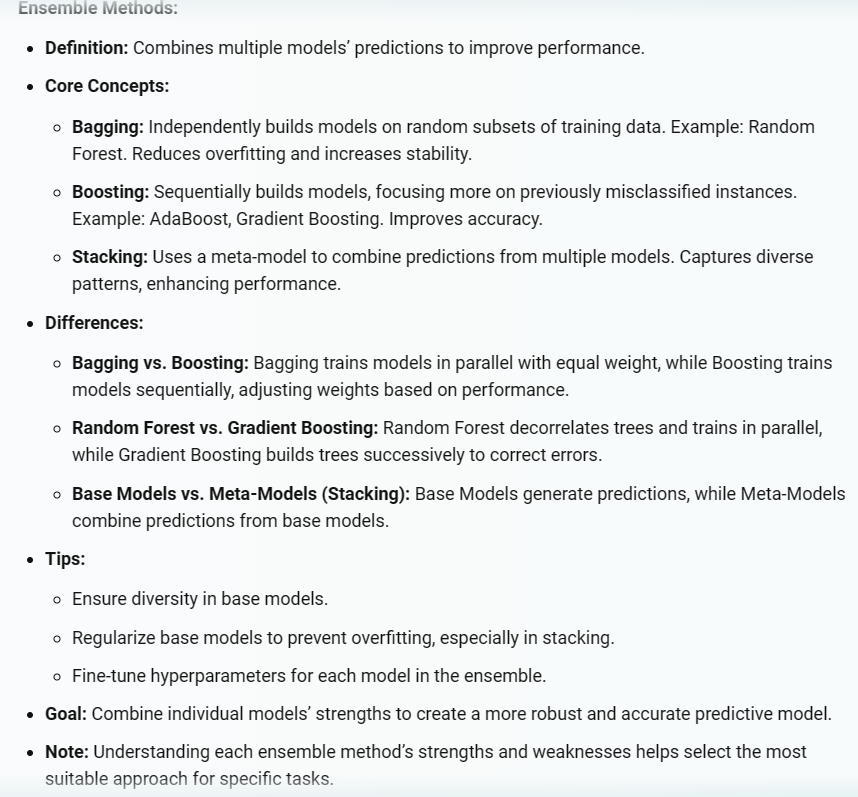 Ensemble Methods:
• Definition: Combines multiple models’ predictions to improve performance.
• Core Concepts:
◦ Bagging: Independently builds models on random subsets of training data. Example: Random
Forest. Reduces overfitting and increases stability.
◦ Boosting: Sequentially builds models, focusing more on previously misclassified instances.
Example: AdaBoost, Gradient Boosting. Improves accuracy.
◦ Stacking: Uses a meta-model to combine predictions from multiple models. Captures diverse
patterns, enhancing performance.
• Differences:
◦ Bagging vs. Boosting: Bagging trains models in parallel with equal weight, while Boosting trains
models sequentially, adjusting weights based on performance.
◦ Random Forest vs. Gradient Boosting: Random Forest decorrelates trees and trains in parallel,
while Gradient Boosting builds trees successively to correct errors.
◦ Base Models vs. Meta-Models (Stacking): Base Models generate predictions, while Meta-Models
combine predictions from base models.
• Tips:
◦ Ensure diversity in base models.
◦ Regularize base models to prevent overfitting, especially in stacking.
◦ Fine-tune hyperparameters for each model in the ensemble.
• Goal: Combine individual models’ strengths to create a more robust and accurate predictive model.
• Note: Understanding each ensemble method’s strengths and weaknesses helps select the most
suitable approach for specific tasks.